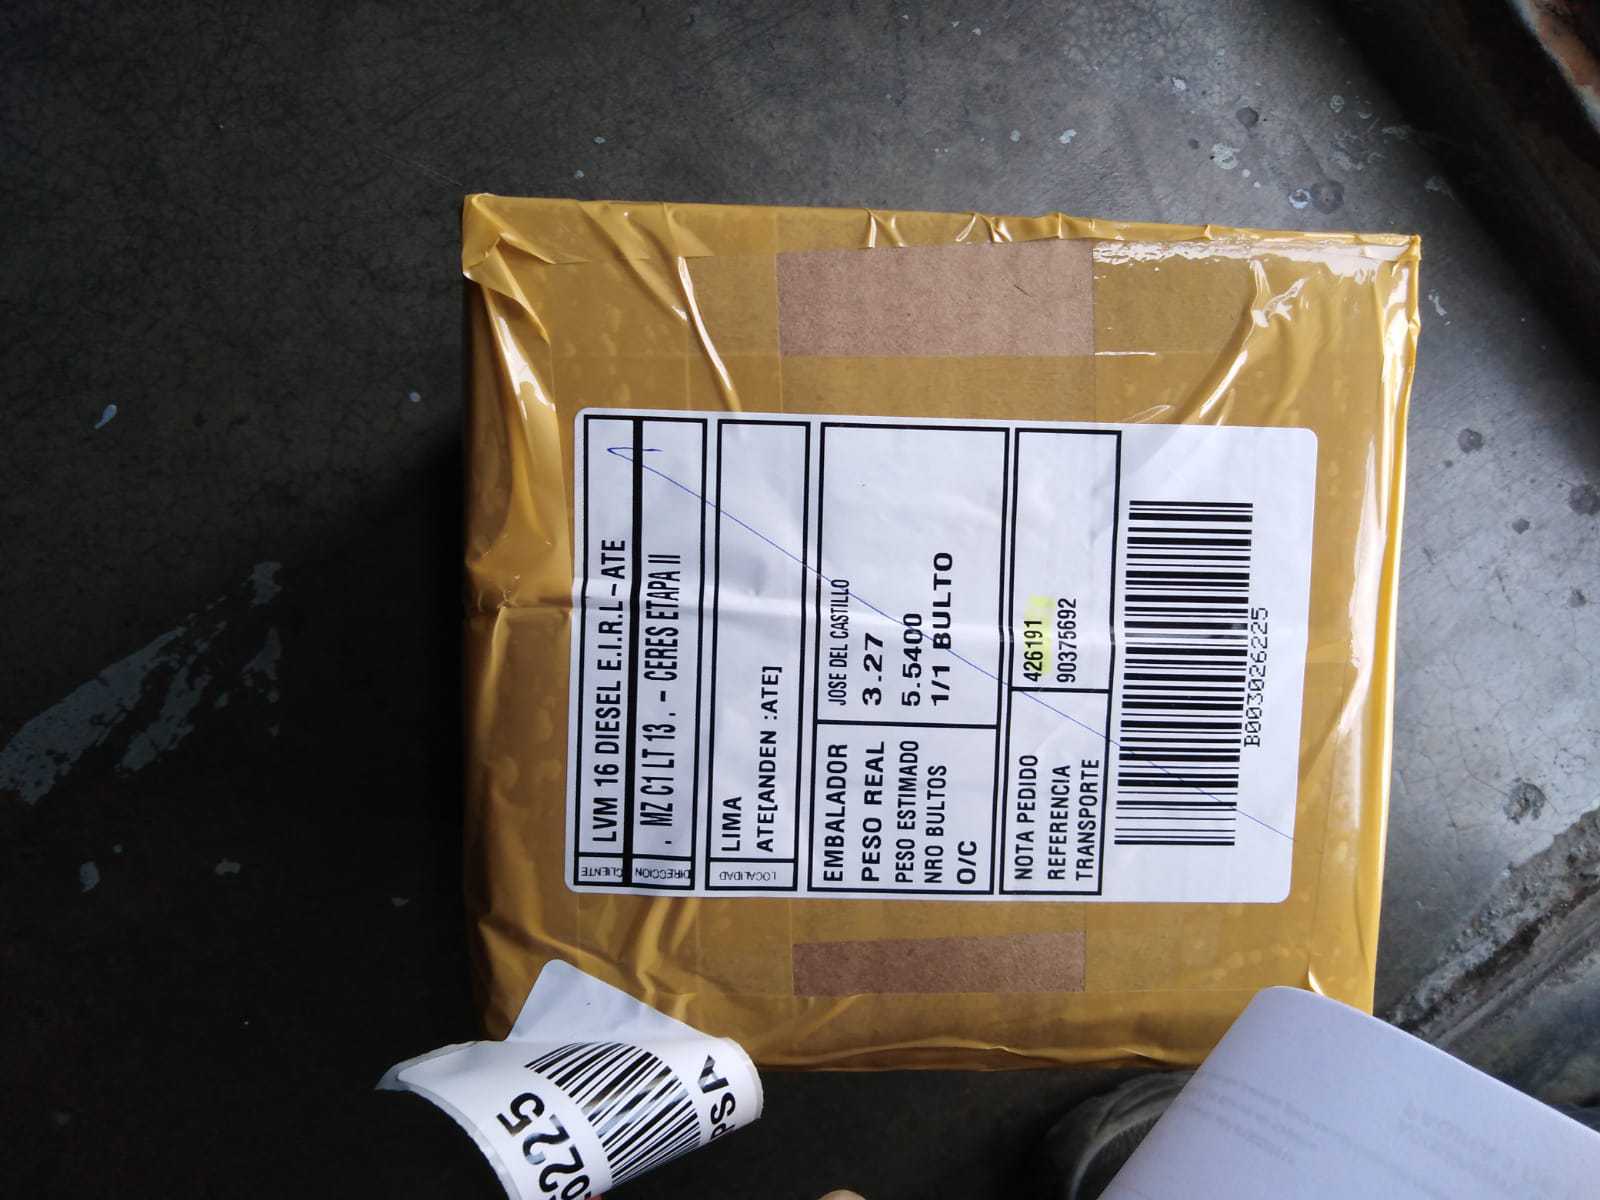 CLIENTE LVM 16 DIESEL E.I.R.L - ATE
DIRECCION . MZ C1 LT 13 . - CERES ETAPA II
LOCALIDAD LIMA
ATE[ANDEN :ATE]
EMBALADOR JOSE DEL CASTILLO
PESO REAL 3.27
PESO ESTIMADO 5.5400
NRO BULTOS 1/1 BULTO
O/C
NOTA PEDIDO 426191
REFERENCIA 90375692
TRANSPORTE
B003026225
6225